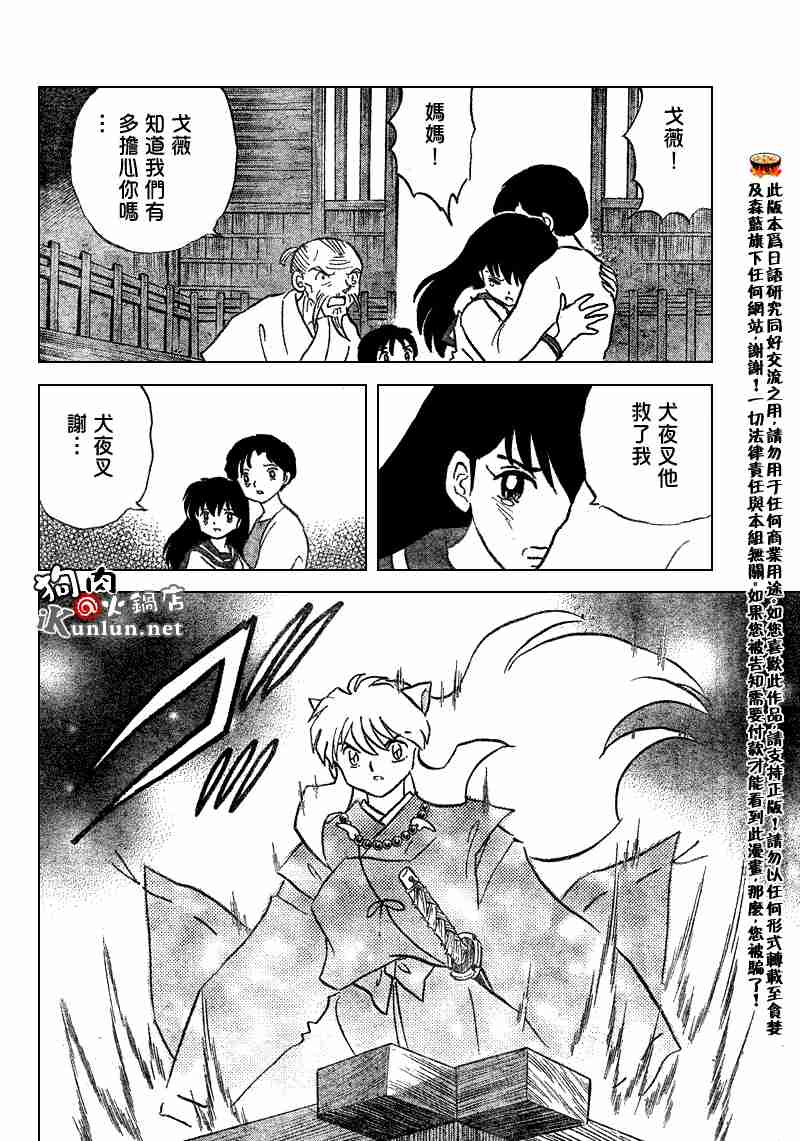 戈薇！
媽媽！
戈薇
知道我們有
多擔心你嗎
…
犬夜叉他
救了我
犬夜叉
謝…
狗肉
@火鍋店
iKunlun.net
此版本爲日語研究同好交流之用，請勿用于任何商業用途。如您喜歡此作品，請支持正版！請勿以任何形式轉載至貪婪
及森藍旗下任何網站，謝謝！一切法律責任與本組無關。如果您被告知需要付款才能看到此漫畫，那麼，您被騙了！